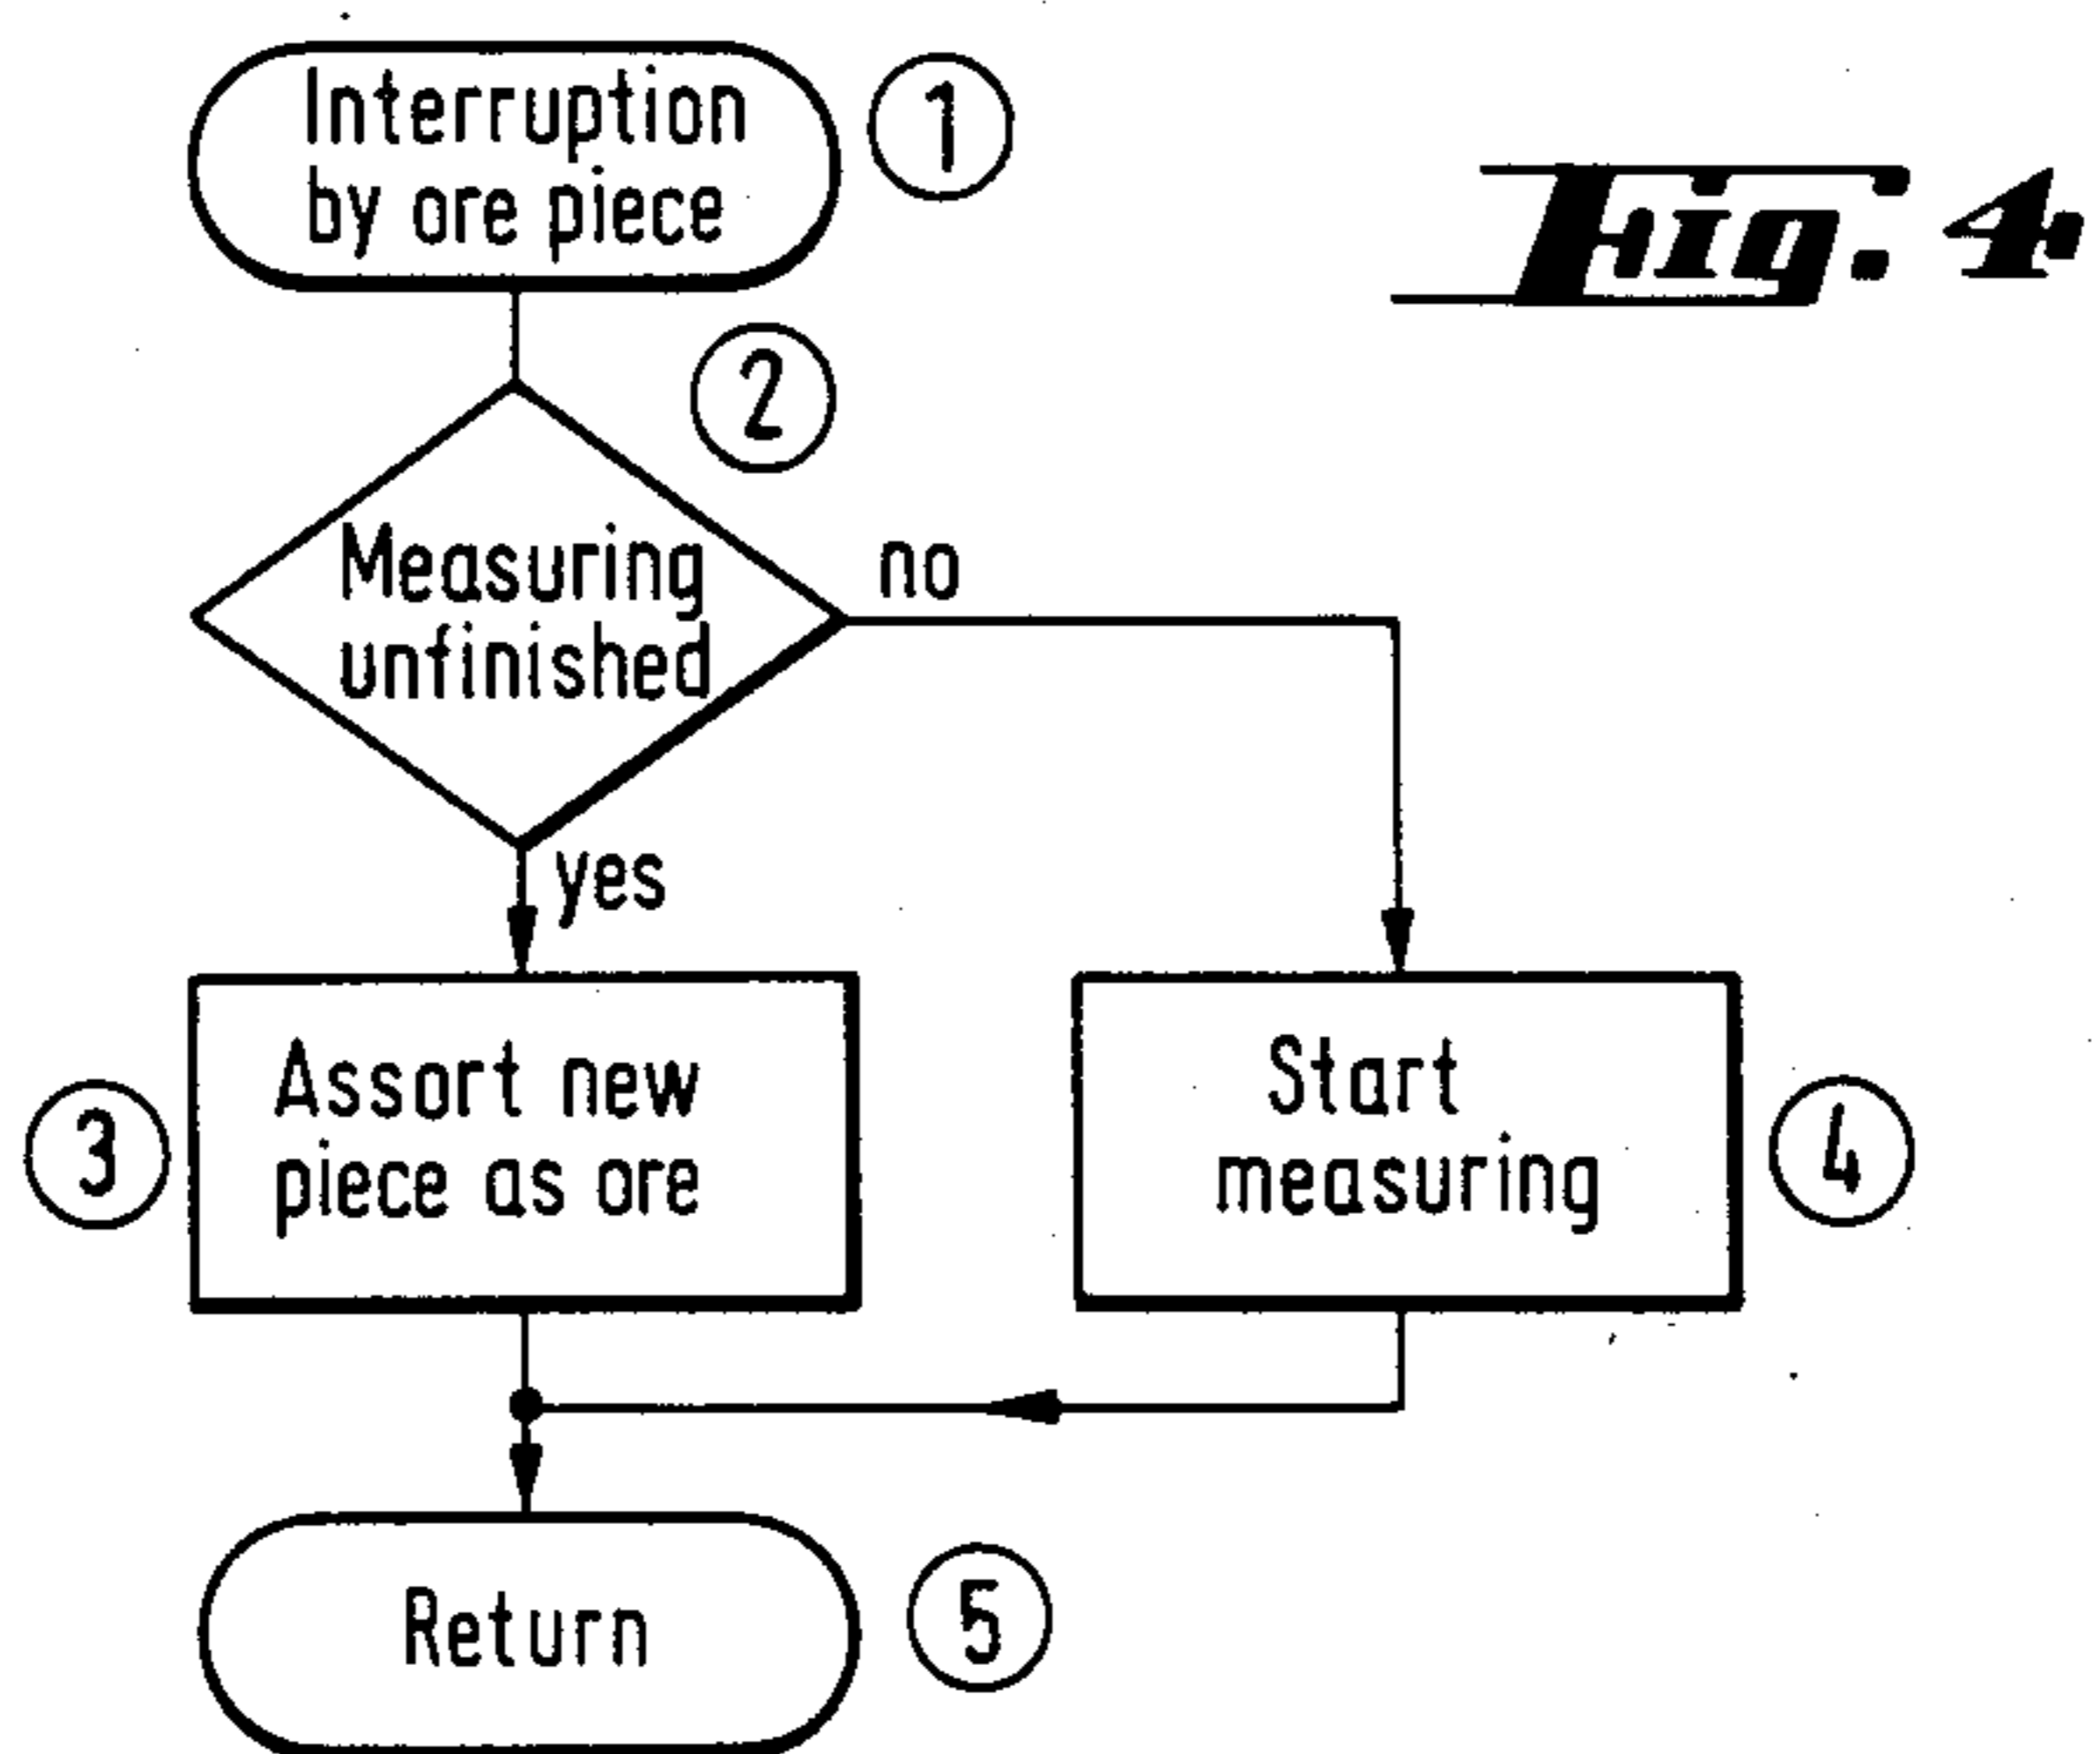 Interruption
by ore piece
1
Fig. 4
2
Measuring
unfinished
no
yes
Assort new
piece as ore
3
Start
measuring
4
Return
5